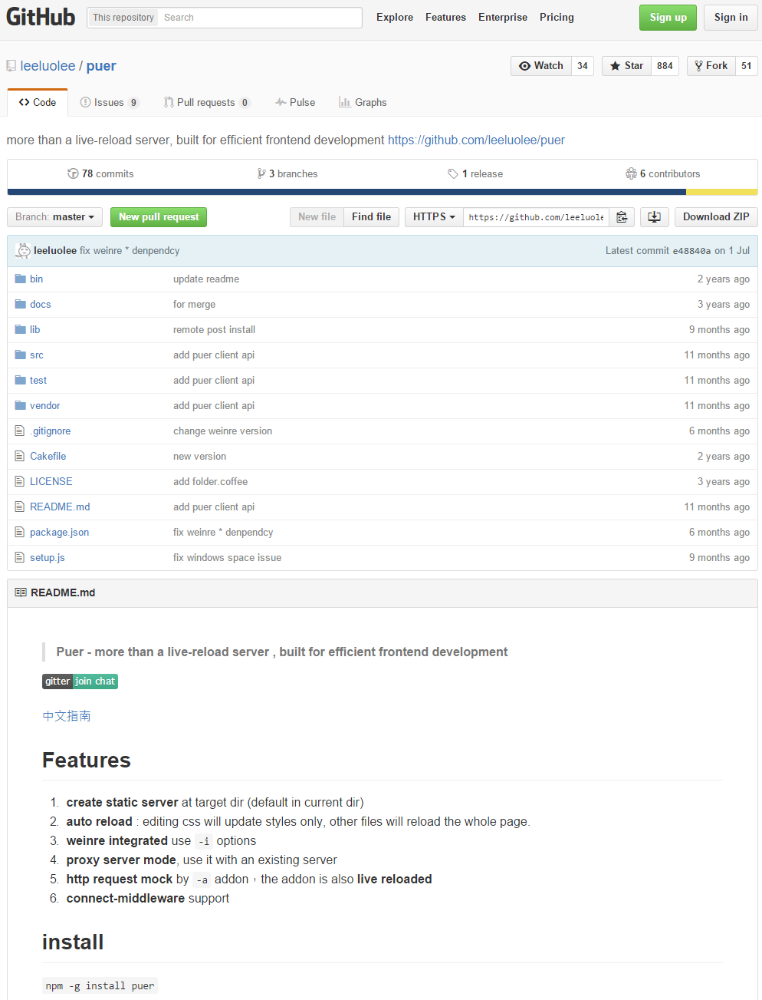 GitHub This repository Search Explore Features Enterprise Pricing Sign up Sign in
leeluolee / puer Watch 34 Star 884 Fork 51
Code Issues 9 Pull requests 0 Pulse Graphs
more than a live-reload server, built for efficient frontend development https://github.com/leeluolee/puer
78 commits 3 branches 1 release 6 contributors
Branch: master New pull request New file Find file HTTPS https://github.com/leeluole Download ZIP
leeluolee fix weinre * denpendcy Latest commit e48840a on 1 Jul
bin update readme 2 years ago
docs for merge 3 years ago
lib remote post install 9 months ago
src add puer client api 11 months ago
test add puer client api 11 months ago
vendor add puer client api 11 months ago
.gitignore change weinre version 6 months ago
Cakefile new version 2 years ago
LICENSE add folder.coffee 3 years ago
README.md add puer client api 11 months ago
package.json fix weinre * denpendcy 6 months ago
setup.js fix windows space issue 9 months ago
README.md
Puer - more than a live-reload server , built for efficient frontend development
gitter join chat
中文指南
Features
1. create static server at target dir (default in current dir)
2. auto reload : editing css will update styles only, other files will reload the whole page.
3. weinre integrated use -i options
4. proxy server mode, use it with an existing server
5. http request mock by -a addon，the addon is also live reloaded
6. connect-middleware support
install
npm -g install puer